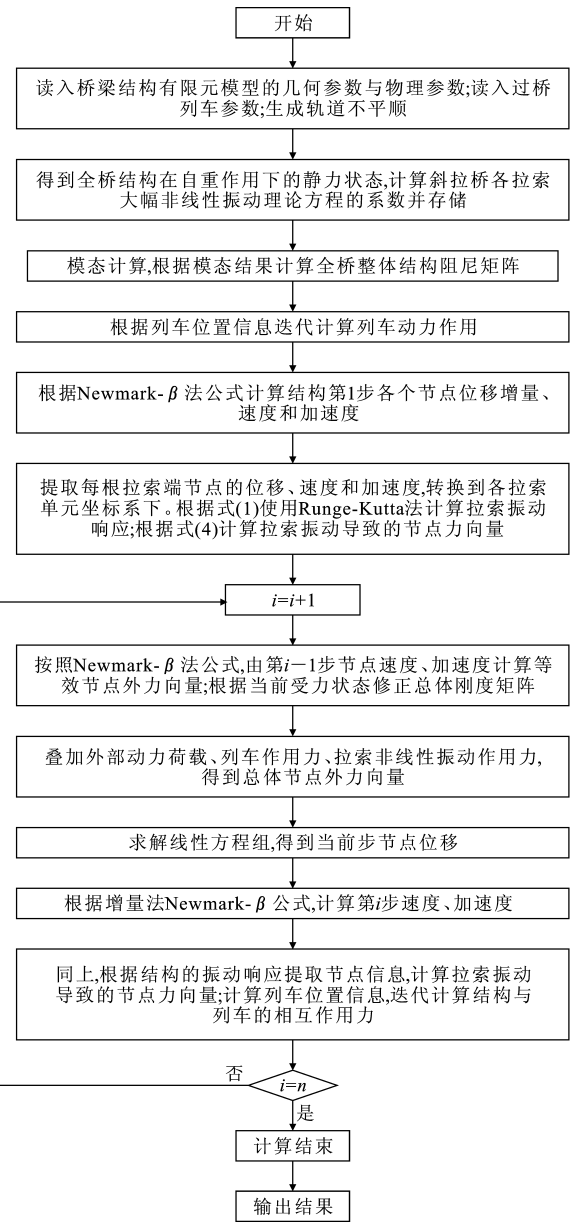 开始
读入桥梁结构有限元模型的几何参数与物理参数;读入过桥
列车参数;生成轨道不平顺
得到全桥结构在自重作用下的静力状态,计算斜拉桥各拉索
大幅非线性振动理论方程的系数并存储
模态计算,根据模态结果计算全桥整体结构阻尼矩阵
根据列车位置信息迭代计算列车动力作用
根据Newmark-β法公式计算结构第1步各个节点位移增量、
速度和加速度
提取每根拉索端节点的位移、速度和加速度,转换到各拉索
单元坐标系下。根据式(1)使用Runge-Kutta法计算拉索振动
响应;根据式(4)计算拉索振动导致的节点力向量
i=i+1
按照Newmark-β法公式,由第i-1步节点速度、加速度计算等
效节点外力向量;根据当前受力状态修正总体刚度矩阵
叠加外部动力荷载、列车作用力、拉索非线性振动作用力,
得到总体节点外力向量
求解线性方程组,得到当前步节点位移
根据增量法Newmark-β公式,计算第i步速度、加速度
同上,根据结构的振动响应提取节点信息,计算拉索振动
导致的节点力向量;计算列车位置信息,迭代计算结构与
列车的相互作用力
否
i=n
是
计算结束
输出结果